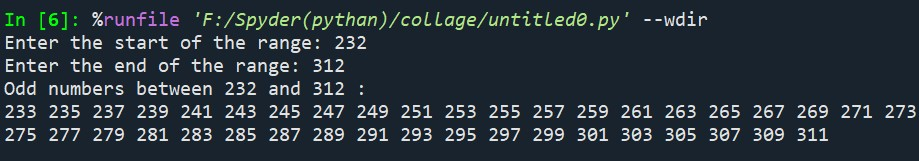 In [6]: %runfile 'F:/Spyder(pythan)/collage/untitled0.py' --wdir
Enter the start of the range: 232
Enter the end of the range: 312
Odd numbers between 232 and 312 :
233 235 237 239 241 243 245 247 249 251 253 255 257 259 261 263 265 267 269 271 273
275 277 279 281 283 285 287 289 291 293 295 297 299 301 303 305 307 309 311